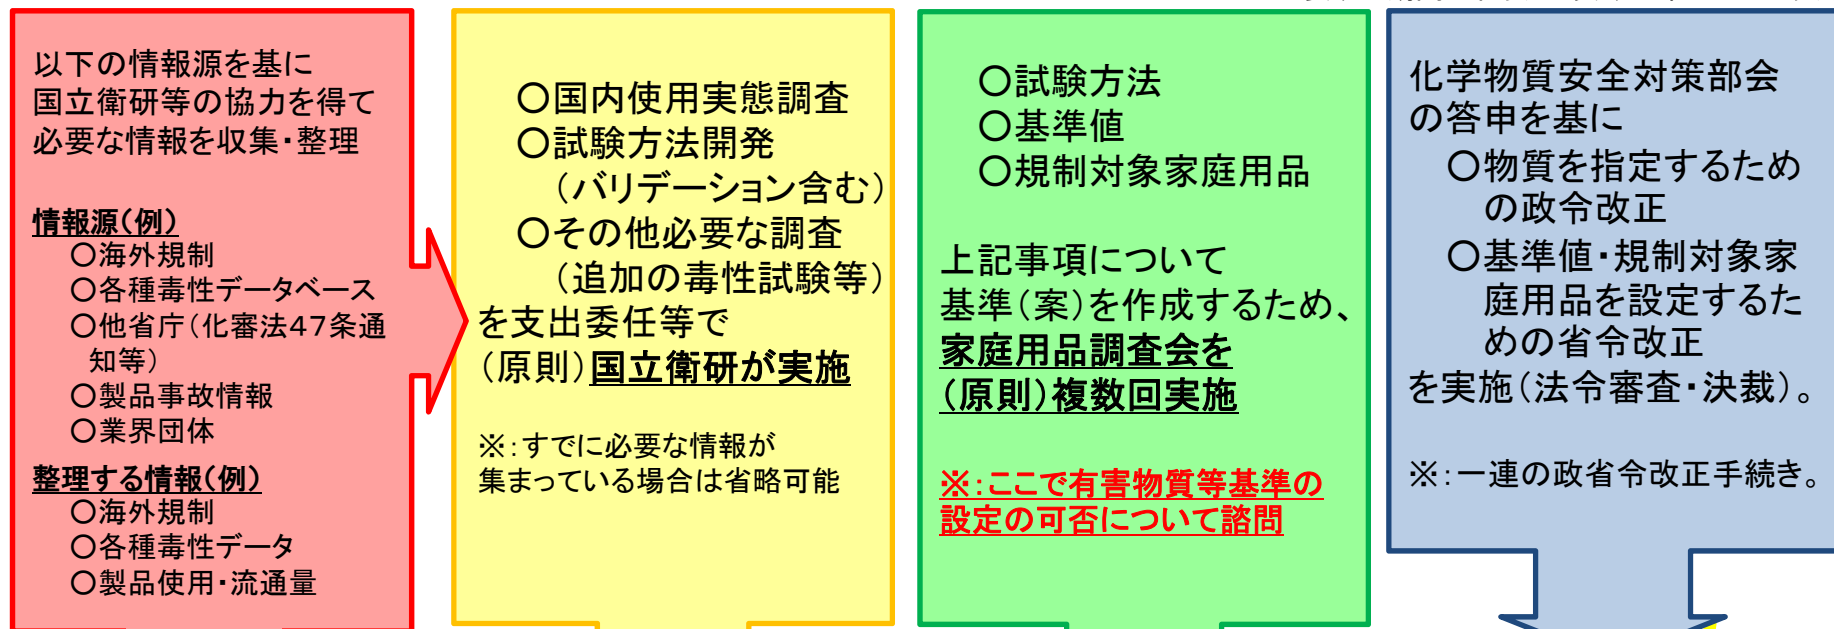 以下の情報源を基に
国立衛研等の協力を得て
必要な情報を収集・整理
情報源（例）
○海外規制
○各種毒性データベース
○他省庁（化審法４７条通
知等）
○製品事故情報
○業界団体
整理する情報（例）
○海外規制
○各種毒性データ
○製品使用・流通量
○国内使用実態調査
○試験方法開発
（バリデーション含む）
○その他必要な調査
（追加の毒性試験等）
を支出委任等で
（原則）国立衛研が実施
※：すでに必要な情報が
集まっている場合は省略可能
○試験方法
○基準値
○規制対象家庭用品
上記事項について
基準（案）を作成するため、
家庭用品調査会を
（原則）複数回実施
※：ここで有害物質等基準の
設定の可否について諮問
化学物質安全対策部会
の答申を基に
○物質を指定するため
の政令改正
○基準値・規制対象家
庭用品を設定するた
めの省令改正
を実施（法令審査・決裁）。
※：一連の政省令改正手続き。